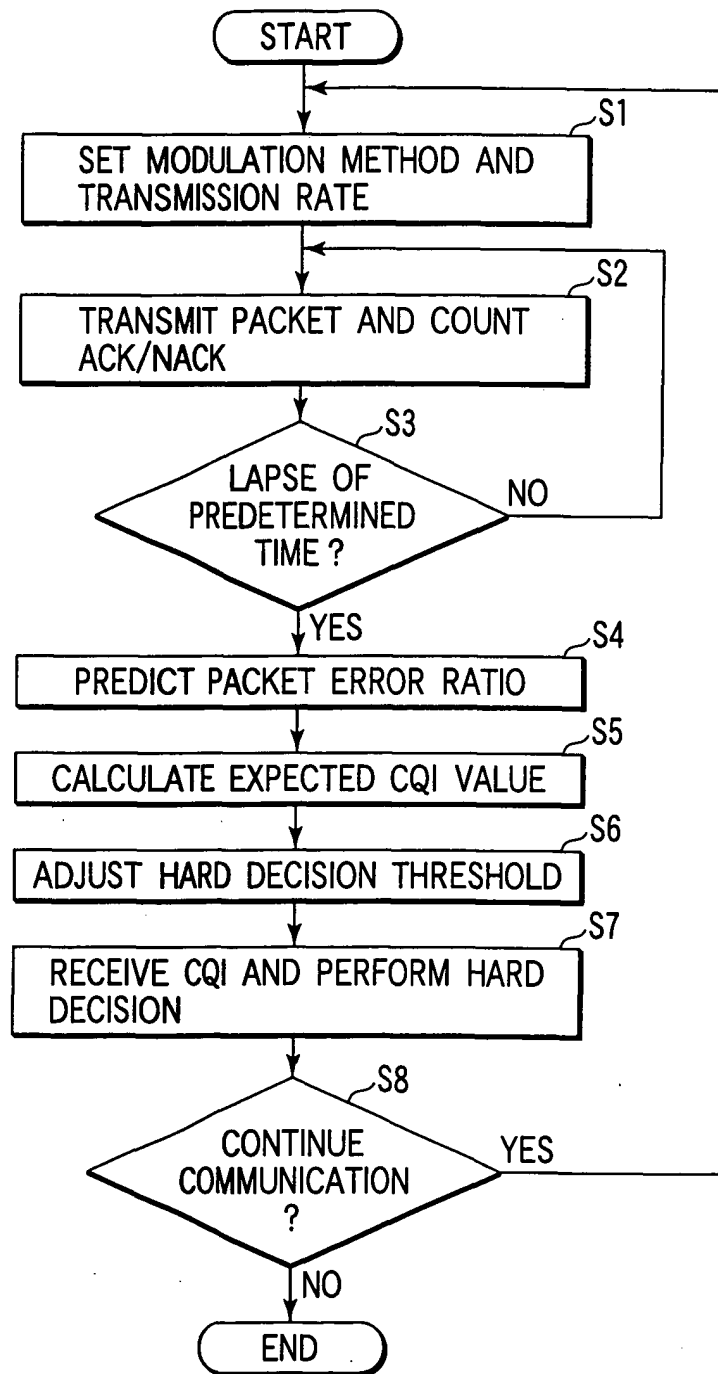 START
S1
SET MODULATION METHOD AND
TRANSMISSION RATE
S2
TRANSMIT PACKET AND COUNT
ACK/NACK
S3
LAPSE OF
PREDETERMINED
TIME ?
NO
YES
S4
PREDICT PACKET ERROR RATIO
S5
CALCULATE EXPECTED CQI VALUE
S6
ADJUST HARD DECISION THRESHOLD
S7
RECEIVE CQI AND PERFORM HARD
DECISION
S8
CONTINUE
COMMUNICATION
?
YES
NO
END